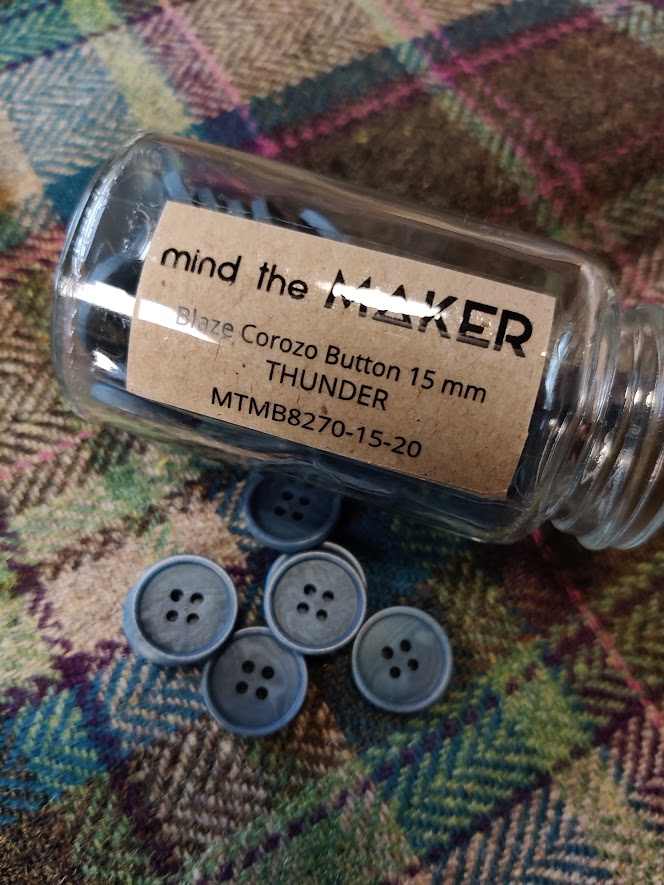 mind the MAKER
Blaze Corozo Button 15 mm
THUNDER
MTMB8270-15-20